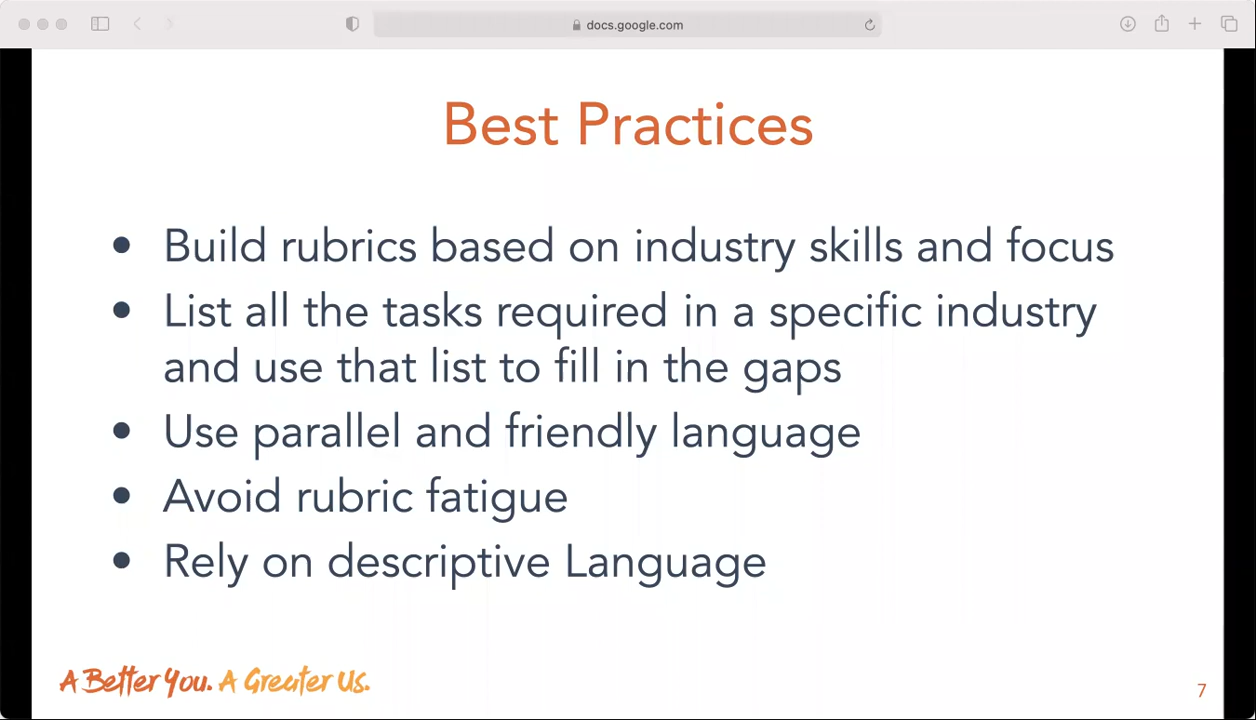 docs.google.com
Best Practices
• Build rubrics based on industry skills and focus
• List all the tasks required in a specific industry
and use that list to fill in the gaps
• Use parallel and friendly language
• Avoid rubric fatigue
• Rely on descriptive Language
A Better You. A Greater Us.
7